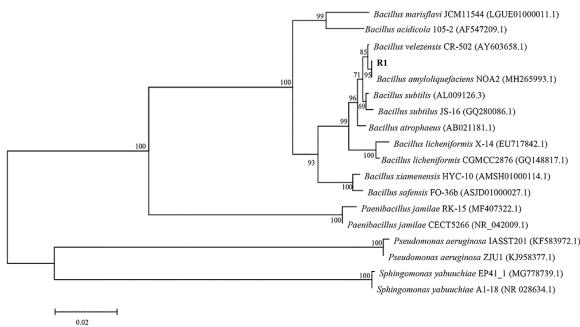 Bacillus marisflavi JCM11544 (LGUE01000011.1)
99
Bacillus acidicola 105-2 (AF547209.1)
Bacillus velezensis CR-502 (AY603658.1)
85
R1
95
Bacillus amyloliquefaciens NOA2 (MH265993.1)
71
Bacillus subtilis (AL009126.3)
100
96
69
Bacillus subtilus JS-16 (GQ280086.1)
99
Bacillus atrophaeus (AB021181.1)
Bacillus licheniformis X-14 (EU717842.1)
100
Bacillus licheniformis CGMCC2876 (GQ148817.1)
100
93
Bacillus xiamenensis HYC-10 (AMSH01000114.1)
100
Bacillus safensis FO-36b (ASJD01000027.1)
Paenibacillus jamilae RK-15 (MF407322.1)
100
Paenibacillus jamilae CECT5266 (NR_042009.1)
Pseudomonas aeruginosa IASST201 (KF583972.1)
100
Pseudomonas aeruginosa ZJU1 (KJ958377.1)
Sphingomonas yabuuchiae EP41_1 (MG778739.1)
100
Sphingomonas yabuuchiae A1-18 (NR 028634.1)
0.02